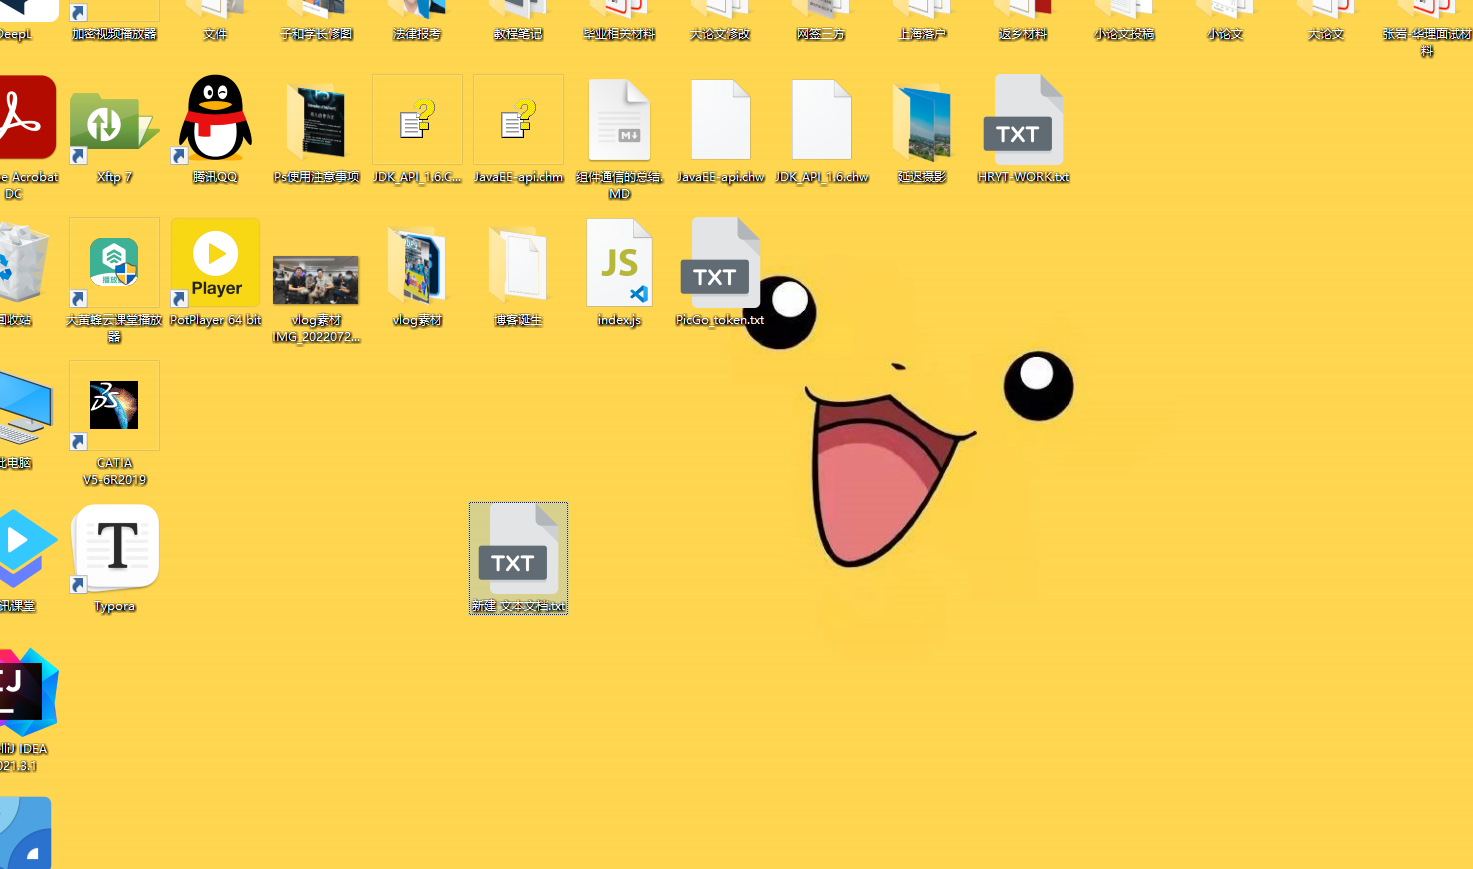 DeepL
加密视频播放器
文件
子和学长修图
法律报考
教程笔记
毕业相关材料
大论文修改
网签三方
上海落户
返乡材料
小论文投稿
小论文
大论文
张岩-华理面试材
料
e Acrobat
DC
Xftp 7
腾讯QQ
Ps使用注意事项
JDK_API_1.6.C...
JavaEE-api.chm
M↓
组件通信的总结.
MD
JavaEE-api.chw
JDK_API_1.6.chw
延迟摄影
TXT
HRYT-WORK.txt
回收站
播放
大黄蜂云课堂播放
器
Player
PotPlayer 64 bit
vlog素材
IMG_2022072...
vlog素材
博客诞生
JS
index.js
TXT
PicGo_token.txt
此电脑
CATIA
V5-6R2019
讯课堂
T
Typora
TXT
新建 文本文档.txt
IJ
lliJ IDEA
021.3.1